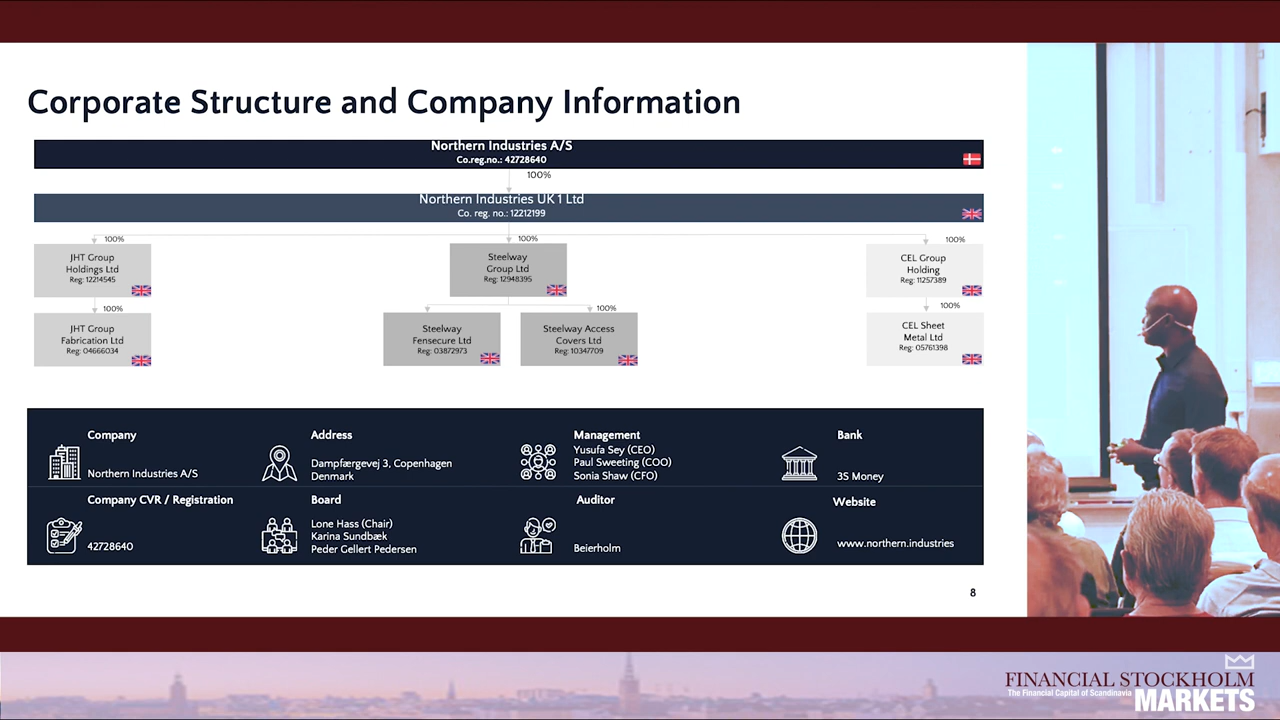 Corporate Structure and Company Information
Northern Industries A/S
Co.reg.no.: 42728640
100%
Northern Industries UK 1 Ltd
Co. reg. no.: 12212199
100%
100%
100%
JHT Group
Holdings Ltd
Reg: 12214545
Steelway
Group Ltd
Reg: 12948395
CEL Group
Holding
Reg: 11257389
100%
100%
100%
JHT Group
Fabrication Ltd
Reg: 04666034
Steelway
Fensecure Ltd
Reg: 03872973
Steelway Access
Covers Ltd
Reg: 10347709
CEL Sheet
Metal Ltd
Reg: 05761398
Company
Northern Industries A/S
Address
Dampfærgevej 3, Copenhagen
Denmark
Management
Yusufa Sey (CEO)
Paul Sweeting (COO)
Sonia Shaw (CFO)
Bank
3S Money
Company CVR / Registration
42728640
Board
Lone Hass (Chair)
Karina Sundbæk
Peder Gellert Pedersen
Auditor
Beierholm
Website
www.northern.industries
8
FINANCIAL STOCKHOLM
The Financial Capital of Scandinavia
MARKETS